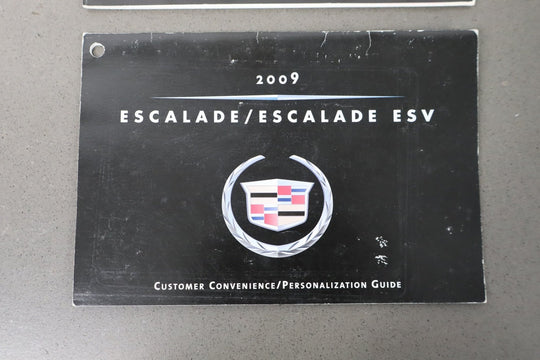 2009
ESCALADE/ESCALADE ESV
CUSTOMER CONVENIENCE/PERSONALIZATION GUIDE